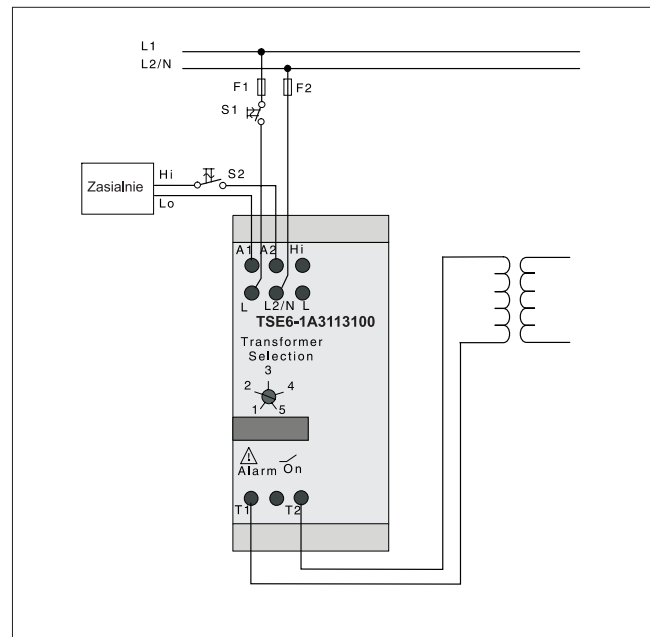 L1
L2/N
F1
F2
S1
Zasialnie
Hi
S2
Lo
A1 A2 Hi
L L2/N L
TSE6-1A3113100
Transformer
Selection
3
2 4
1 5
Alarm On
T1 T2